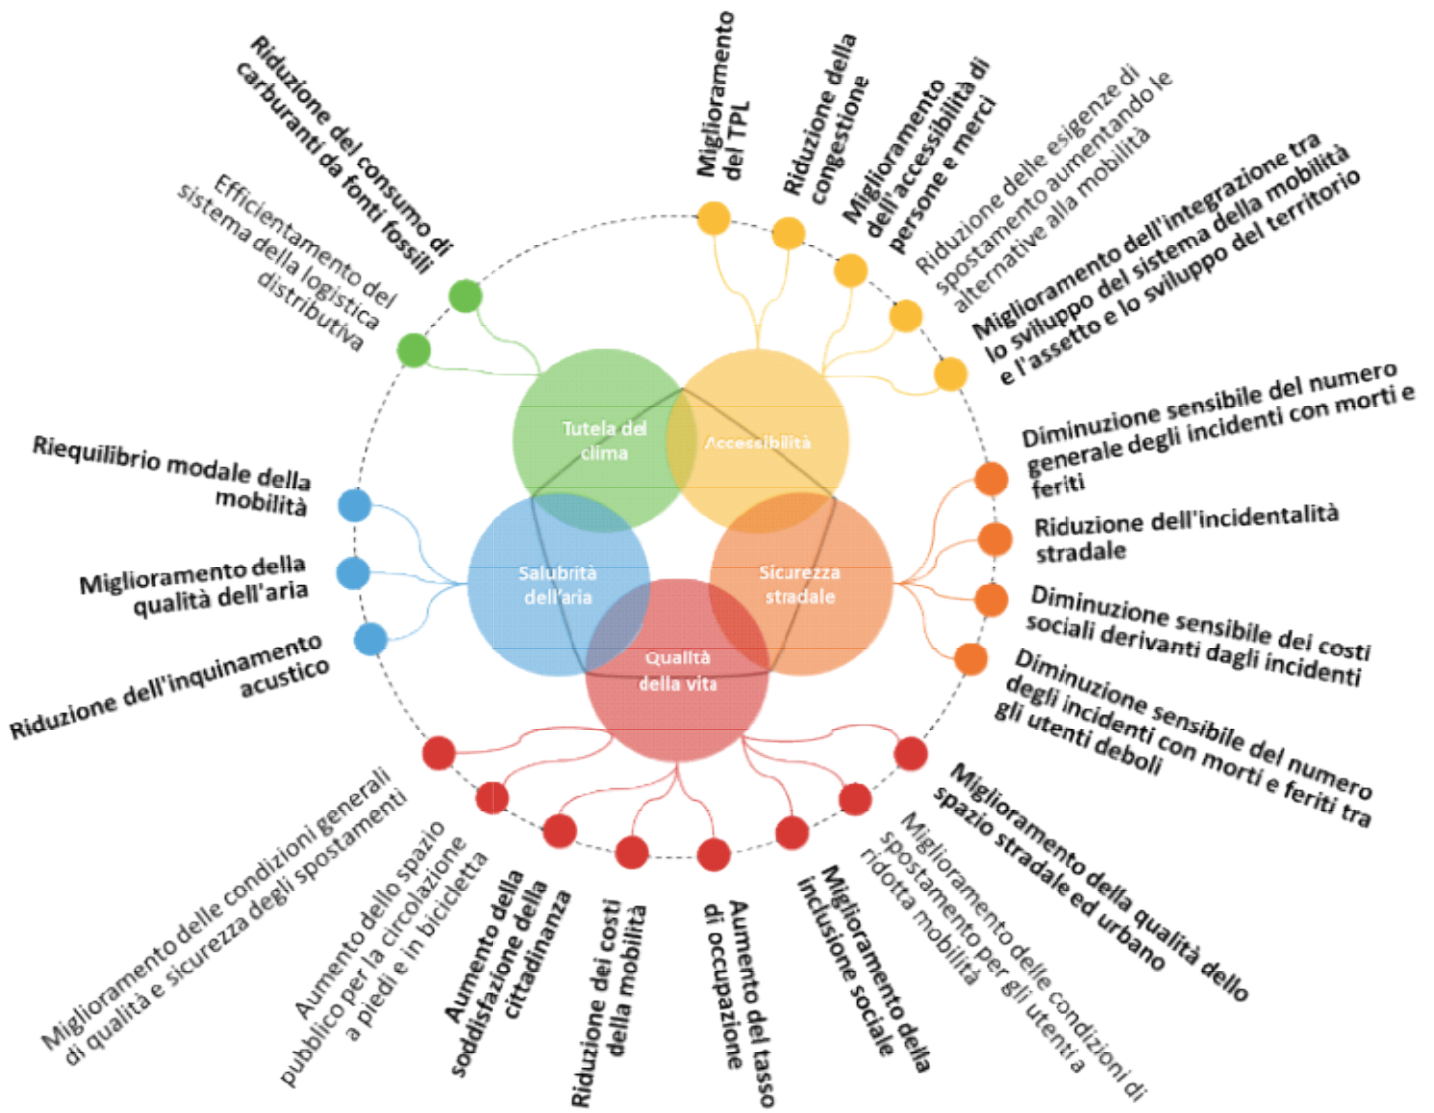 Miglioramento
del TPL
Riduzione della
congestione
Miglioramento
dell'accessibilità di
persone e merci
Riduzione delle esigenze di
spostamento aumentando le
alternative alla mobilità
Miglioramento dell'integrazione tra
lo sviluppo del sistema della mobilità
e l'assetto e lo sviluppo del territorio
Diminuzione sensibile del numero
generale degli incidenti con morti e
feriti
Riduzione dell'incidentalità
stradale
Diminuzione sensibile dei costi
sociali derivanti dagli incidenti
Diminuzione sensibile del numero
degli incidenti con morti e feriti tra
gli utenti deboli
Miglioramento della qualità dello
spazio stradale ed urbano
Miglioramento delle condizioni di
spostamento per gli utenti a
ridotta mobilità
Miglioramento della
inclusione sociale
Aumento del tasso
di occupazione
Riduzione dei costi
della mobilità
Aumento della
soddisfazione della
cittadinanza
Aumento dello spazio
pubblico per la circolazione
a piedi e in bicicletta
Miglioramento delle condizioni generali
di qualità e sicurezza degli spostamenti
Riduzione dell'inquinamento
acustico
Miglioramento della
qualità dell'aria
Riequilibrio modale della
mobilità
Efficientamento del
sistema della logistica
distributiva
Riduzione del consumo di
carburanti da fonti fossili
Tutela del
clima
Accessibilità
Salubrità
dell'aria
Sicurezza
stradale
Qualità
della vita